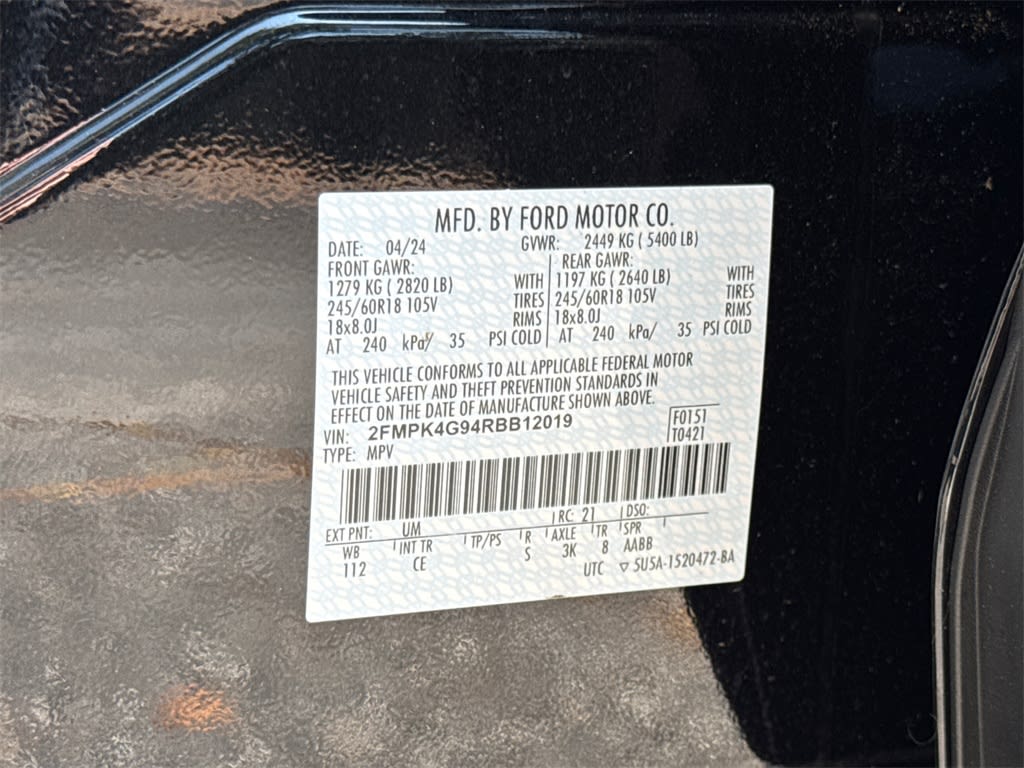 MFD. BY FORD MOTOR CO.
DATE: 04/24 GVWR: 2449 KG ( 5400 LB)
FRONT GAWR: REAR GAWR:
1279 KG ( 2820 LB) WITH 1197 KG ( 2640 LB) WITH
245/60R18 105V TIRES 245/60R18 105V TIRES
18x8.0J RIMS 18x8.0J RIMS
AT 240 kPa/ 35 PSI COLD AT 240 kPa/ 35 PSI COLD
THIS VEHICLE CONFORMS TO ALL APPLICABLE FEDERAL MOTOR
VEHICLE SAFETY AND THEFT PREVENTION STANDARDS IN
EFFECT ON THE DATE OF MANUFACTURE SHOWN ABOVE.
VIN: 2FMPK4G94RBB12019 F0151
TYPE: MPV T0421
EXT PNT: UM RC: 21 DSO:
WB INT TR TP/PS R AXLE TR SPR
112 CE S 3K 8 AABB
UTC ▽ 5U5A-1520472-BA